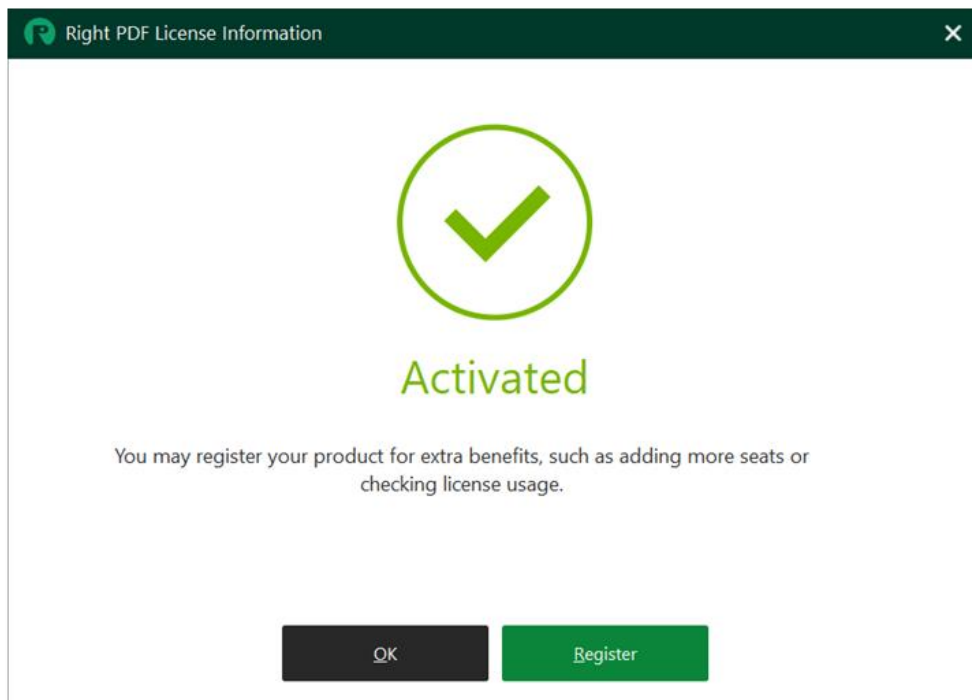 Right PDF License Information
Activated
You may register your product for extra benefits, such as adding more seats or
checking license usage.
OK
Register